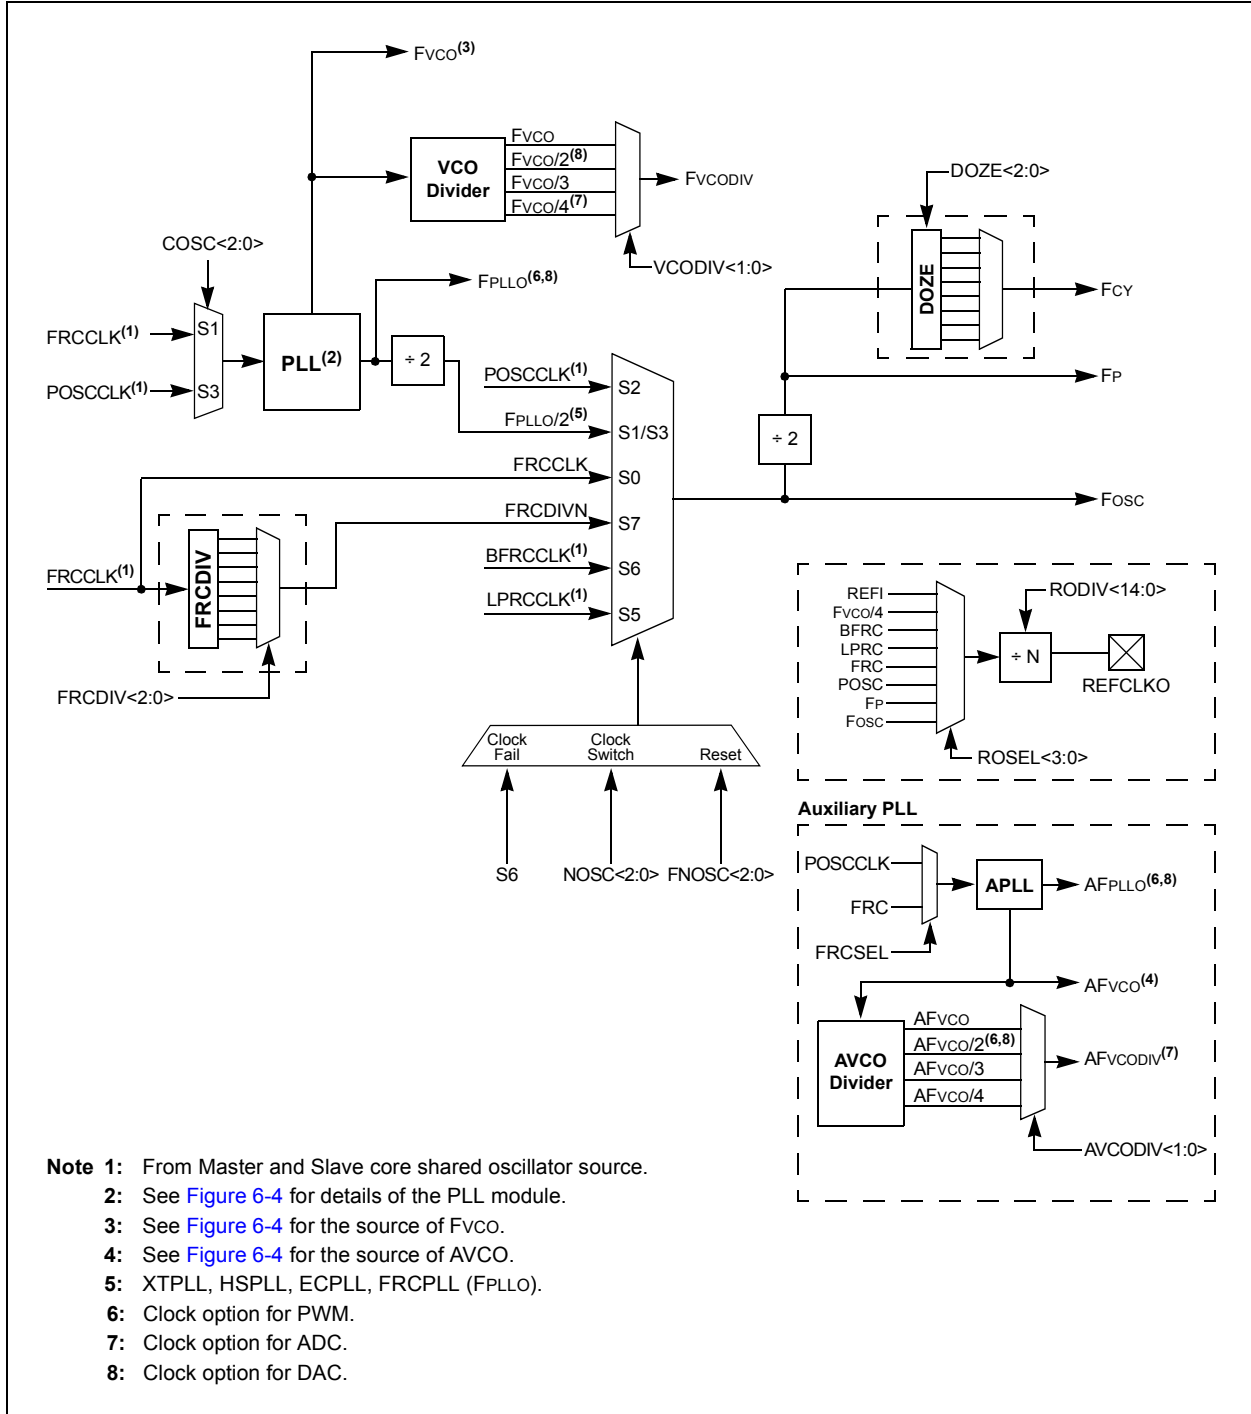 FVCO(3)
FVCO
FVCO/2(8)
FVCO/3
FVCO/4(7)
VCO
Divider
FVCODIV
VCODIV<1:0>
DOZE<2:0>
DOZE
FCY
COSC<2:0>
FPLLO(6,8)
FRCCLK(1)
S1
POSCCLK(1)
S3
PLL(2)
÷ 2
POSCCLK(1)
S2
FPLLO/2(5)
S1/S3
FRCCLK
S0
FRCDIVN
S7
BFRCCLK(1)
S6
LPRCCLK(1)
S5
FP
÷ 2
FOSC
FRCCLK(1)
FRCDIV
FRCDIV<2:0>
Clock
Fail
Clock
Switch
Reset
S6
NOSC<2:0>
FNOSC<2:0>
REFI
FVCO/4
BFRC
LPRC
FRC
POSC
FP
FOSC
RODIV<14:0>
÷ N
REFCLKO
ROSEL<3:0>
Auxiliary PLL
POSCCLK
FRC
FRCSEL
APLL
AFPLLO(6,8)
AFVCO(4)
AVCO
Divider
AFVCO
AFVCO/2(6,8)
AFVCO/3
AFVCO/4
AFVCODIV(7)
AVCODIV<1:0>
Note 1: From Master and Slave core shared oscillator source.
2: See Figure 6-4 for details of the PLL module.
3: See Figure 6-4 for the source of FVCO.
4: See Figure 6-4 for the source of AVCO.
5: XTPLL, HSPLL, ECPLL, FRCPLL (FPLLO).
6: Clock option for PWM.
7: Clock option for ADC.
8: Clock option for DAC.